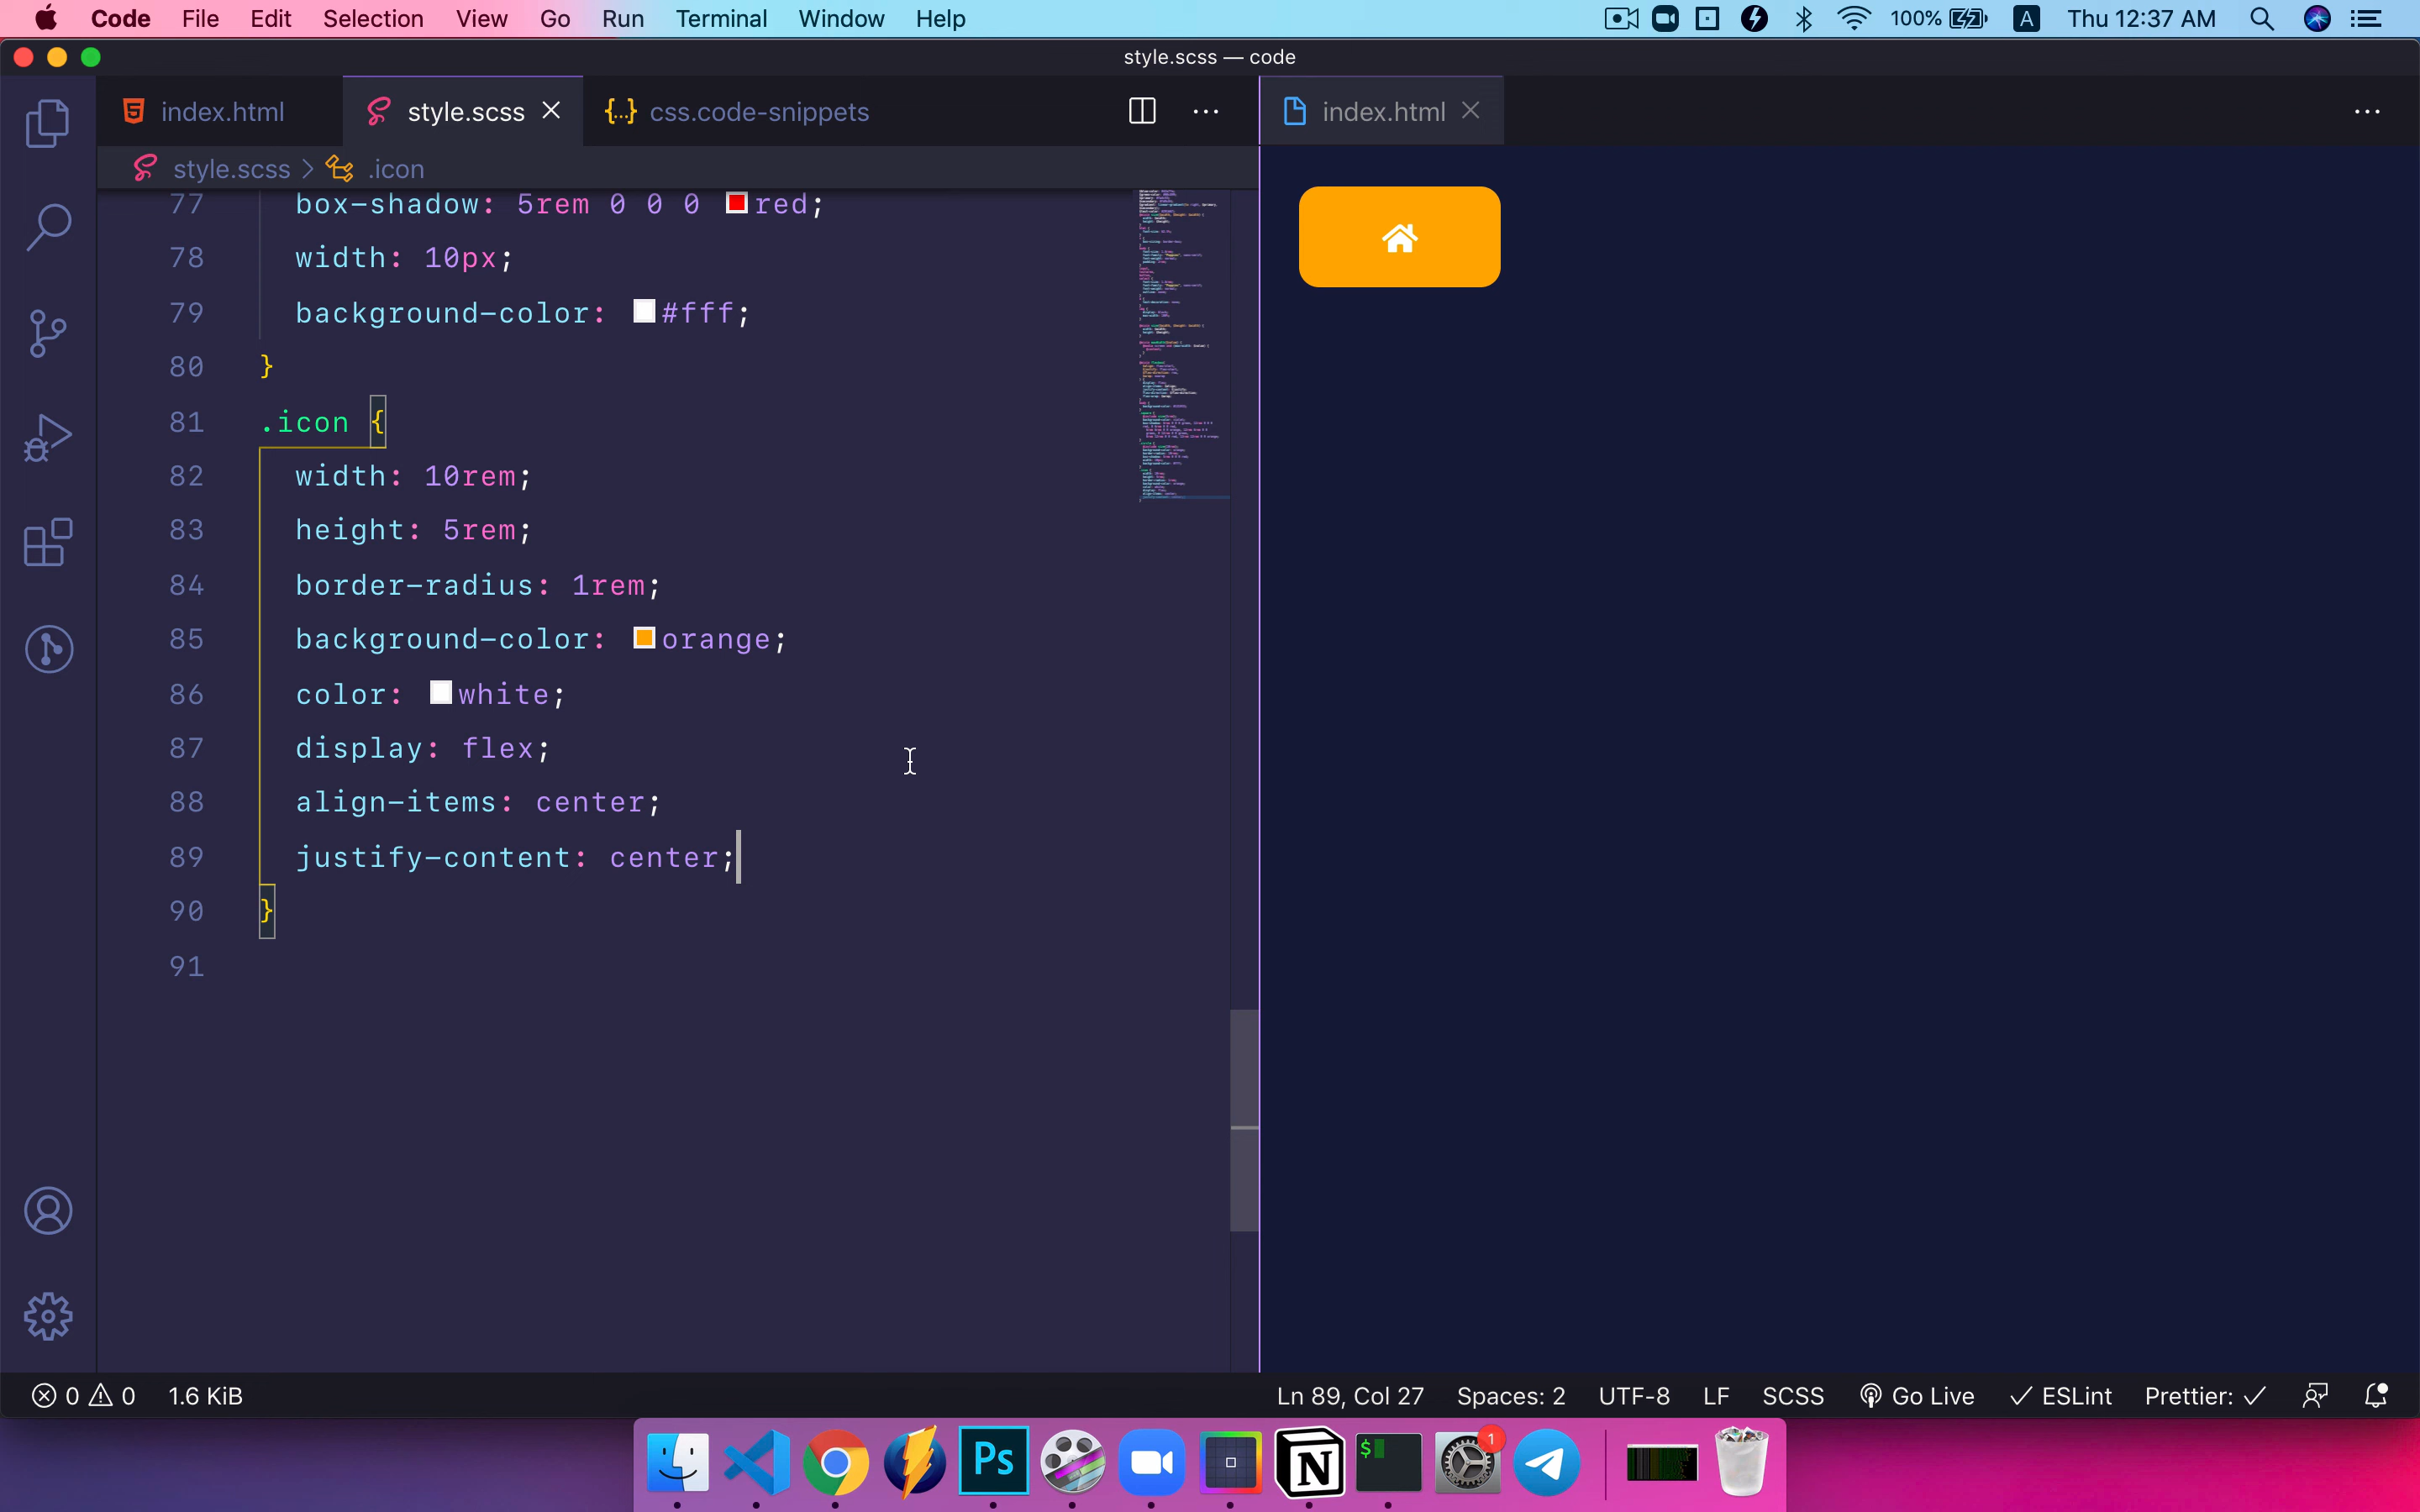 Code File Edit Selection View Go Run Terminal Window Help 100% A Thu 12:37 AM
style.scss — code
index.html style.scss {..} css.code-snippets index.html
style.scss > .icon
77 box-shadow: 5rem 0 0 0 red;
78 width: 10px;
79 background-color: #fff;
80 }
81 .icon {
82 width: 10rem;
83 height: 5rem;
84 border-radius: 1rem;
85 background-color: orange;
86 color: white;
87 display: flex;
88 align-items: center;
89 justify-content: center;
90 }
91
0 0 1.6 KiB Ln 89, Col 27 Spaces: 2 UTF-8 LF SCSS Go Live ESLint Prettier:
Ps N $ 1